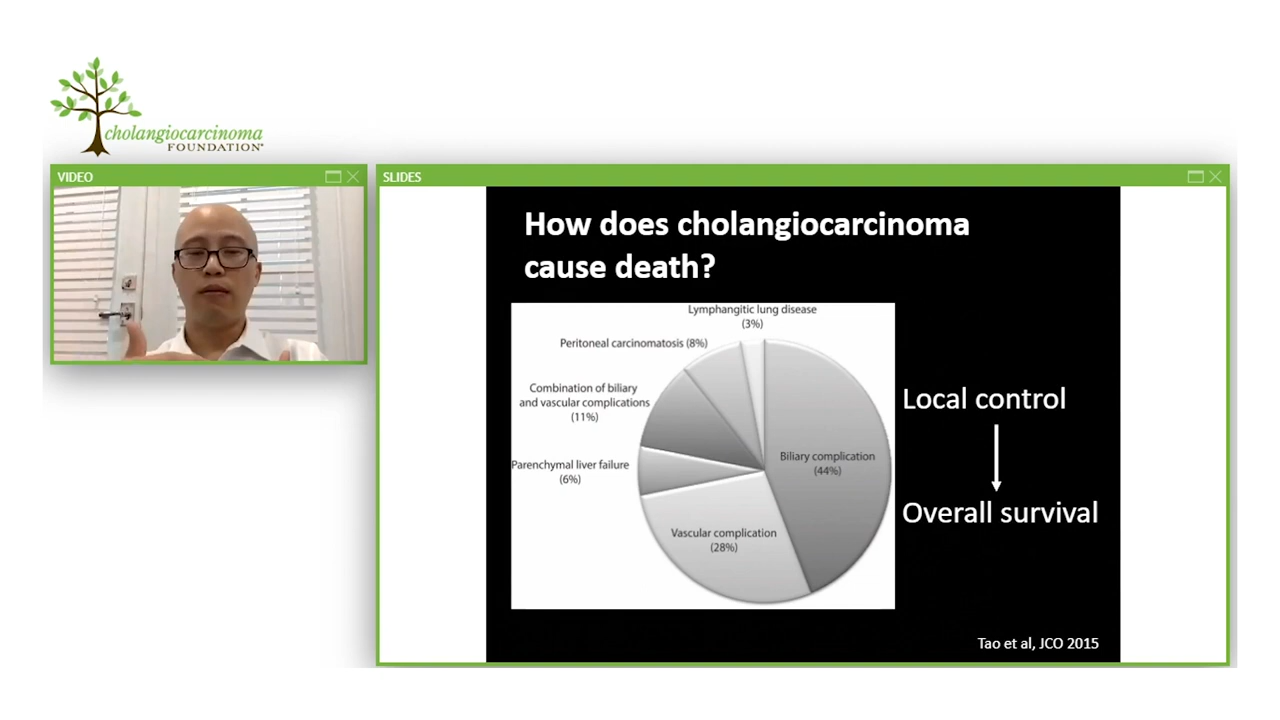 cholangiocarcinoma
FOUNDATION®
VIDEO
SLIDES
How does cholangiocarcinoma
cause death?
Lymphangitic lung disease
(3%)
Peritoneal carcinomatosis (8%)
Combination of biliary
and vascular complications
(11%)
Parenchymal liver failure
(6%)
Biliary complication
(44%)
Vascular complication
(28%)
Local control
Overall survival
Tao et al, JCO 2015